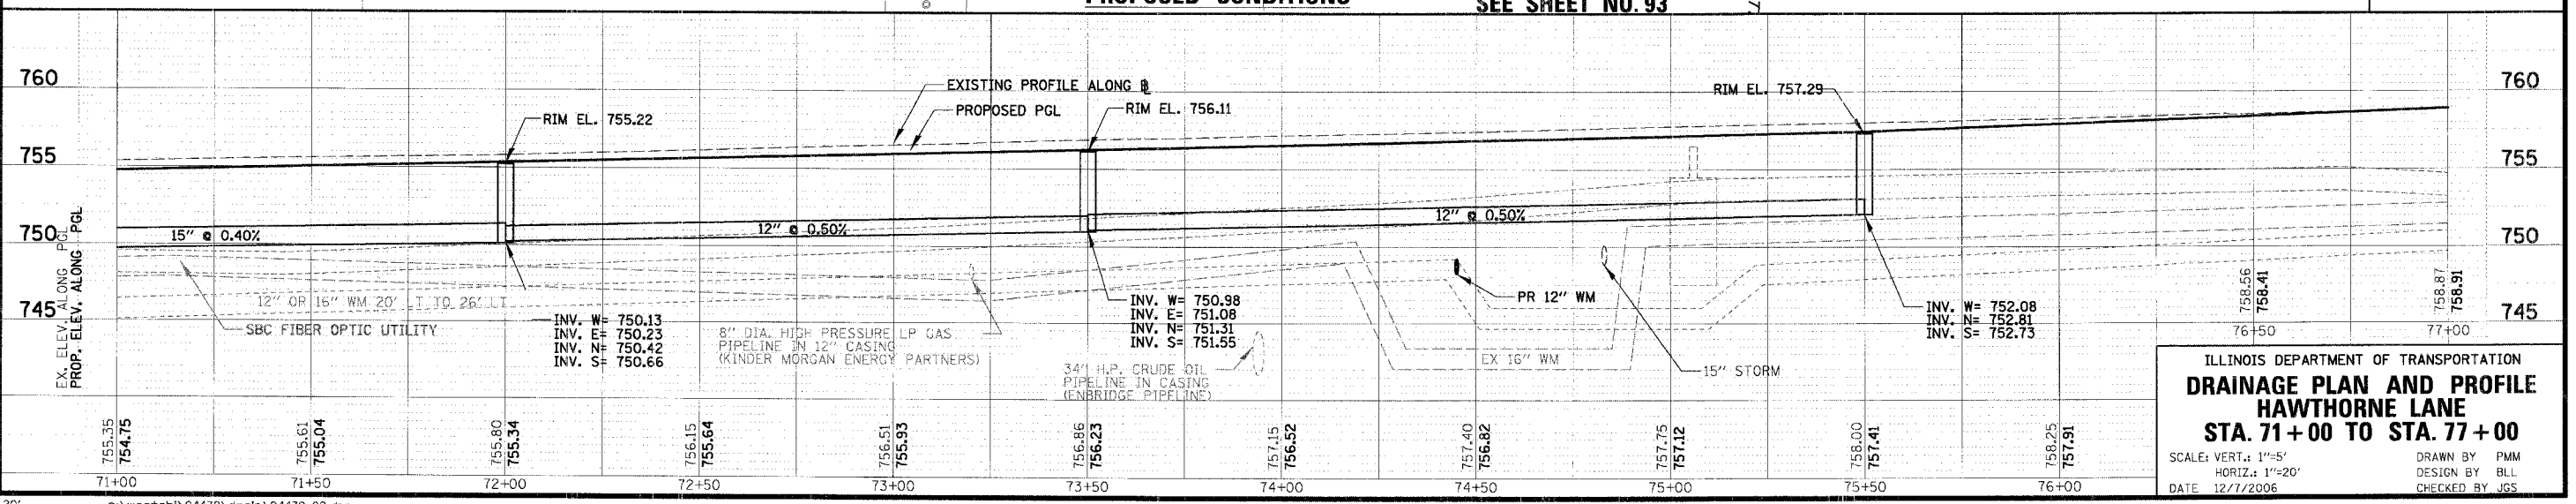 PROPOSED CONDITIONS
SEE SHEET NO. 93
760
755
750
745
EX. ELEV. ALONG PGL
PROP. ELEV. ALONG PGL
EXISTING PROFILE ALONG ℄
PROPOSED PGL
RIM EL. 755.22
RIM EL. 756.11
RIM EL. 757.29
760
755
750
745
15" @ 0.40%
12" @ 0.50%
12" @ 0.50%
12" OR 16" WM 20' LT TO 26' LT
SBC FIBER OPTIC UTILITY
INV. W= 750.13
INV. E= 750.23
INV. N= 750.42
INV. S= 750.66
8" DIA. HIGH PRESSURE LP GAS
PIPELINE IN 12" CASING
(KINDER MORGAN ENERGY PARTNERS)
INV. W= 750.98
INV. E= 751.08
INV. N= 751.31
INV. S= 751.55
34" H.P. CRUDE OIL
PIPELINE IN CASING
(ENBRIDGE PIPELINE)
PR 12" WM
EX 16" WM
15" STORM
INV. W= 752.08
INV. N= 752.81
INV. S= 752.73
755.35
754.75
755.61
755.04
755.80
755.34
756.15
755.64
756.51
755.93
756.86
756.23
757.15
756.52
757.40
756.82
757.75
757.12
758.00
757.41
758.25
757.91
758.56
758.41
758.87
758.91
71+00
71+50
72+00
72+50
73+00
73+50
74+00
74+50
75+00
75+50
76+00
76+50
77+00
ILLINOIS DEPARTMENT OF TRANSPORTATION
DRAINAGE PLAN AND PROFILE
HAWTHORNE LANE
STA. 71+00 TO STA. 77+00
SCALE: VERT.: 1"=5'
HORIZ.: 1"=20'
DATE 12/7/2006
DRAWN BY PMM
DESIGN BY BLL
CHECKED BY JGS